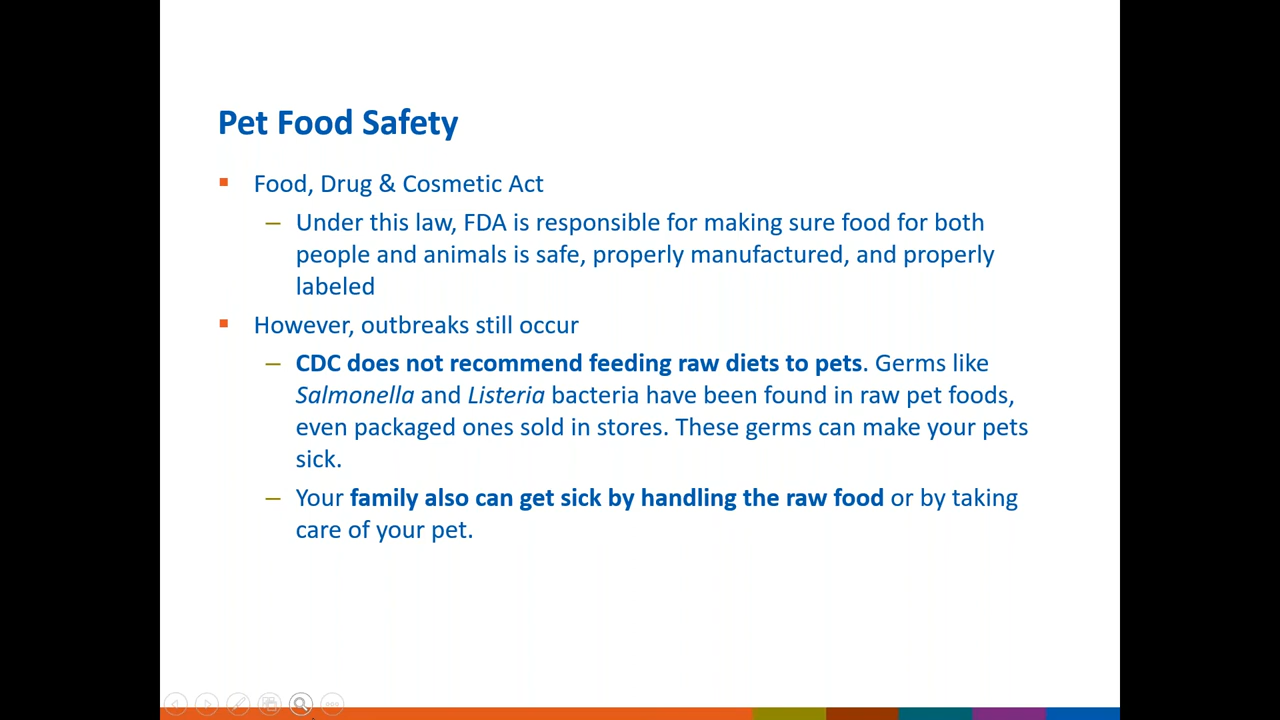 Pet Food Safety
Food, Drug & Cosmetic Act
– Under this law, FDA is responsible for making sure food for both
people and animals is safe, properly manufactured, and properly
labeled
However, outbreaks still occur
– CDC does not recommend feeding raw diets to pets. Germs like
Salmonella and Listeria bacteria have been found in raw pet foods,
even packaged ones sold in stores. These germs can make your pets
sick.
– Your family also can get sick by handling the raw food or by taking
care of your pet.